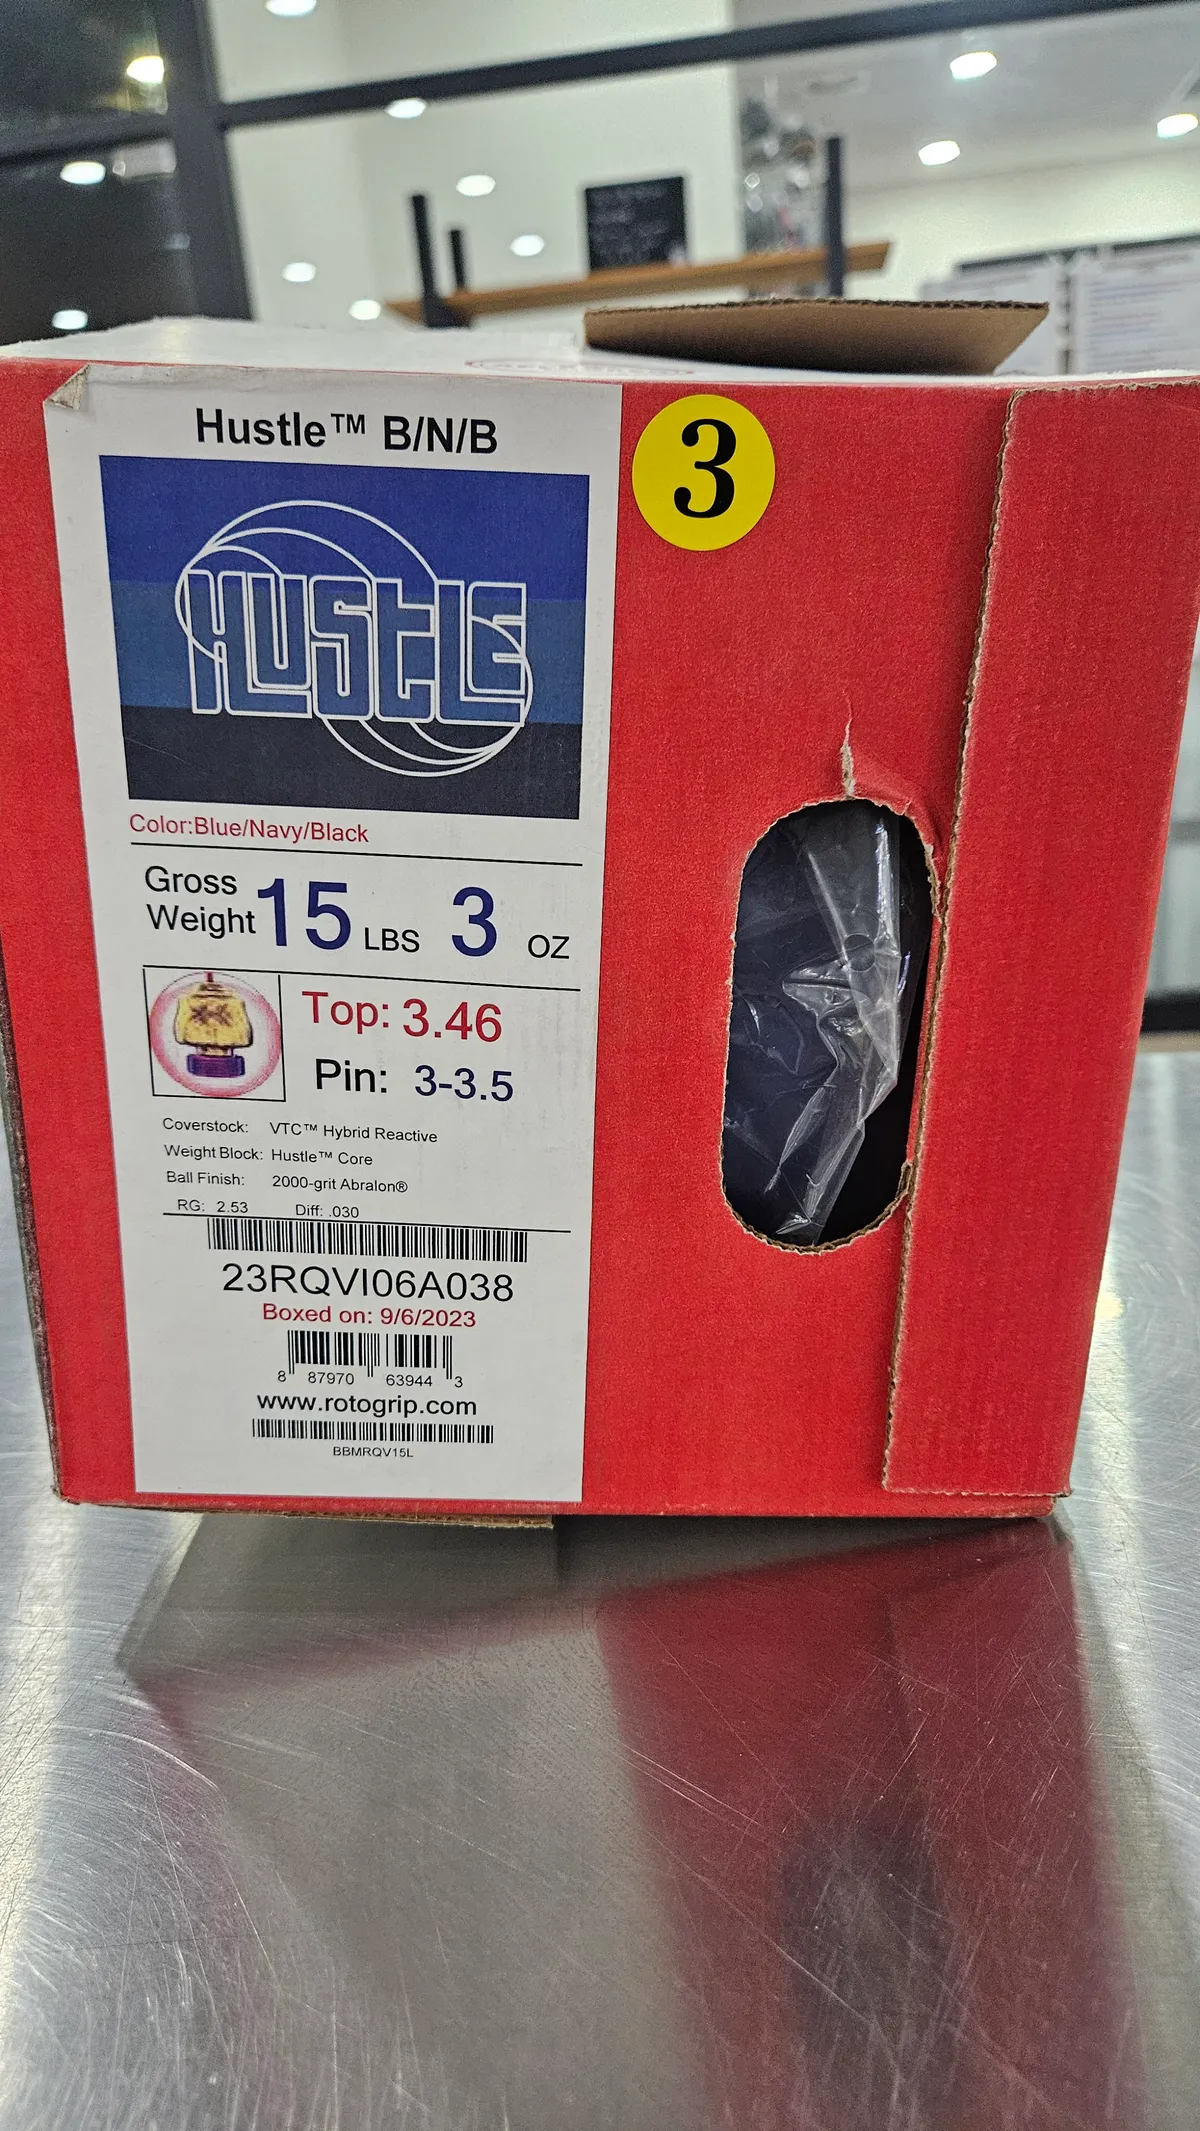 Hustle™ B/N/B
3
HUSTLE
Color:Blue/Navy/Black
Gross Weight 15 LBS 3 OZ
Top: 3.46
Pin: 3-3.5
Coverstock: VTC™ Hybrid Reactive
Weight Block: Hustle™ Core
Ball Finish: 2000-grit Abralon®
RG: 2.53 Diff: .030
23RQVI06A038
Boxed on: 9/6/2023
8 87970 63944 3
www.rotogrip.com
BBMRQV15L